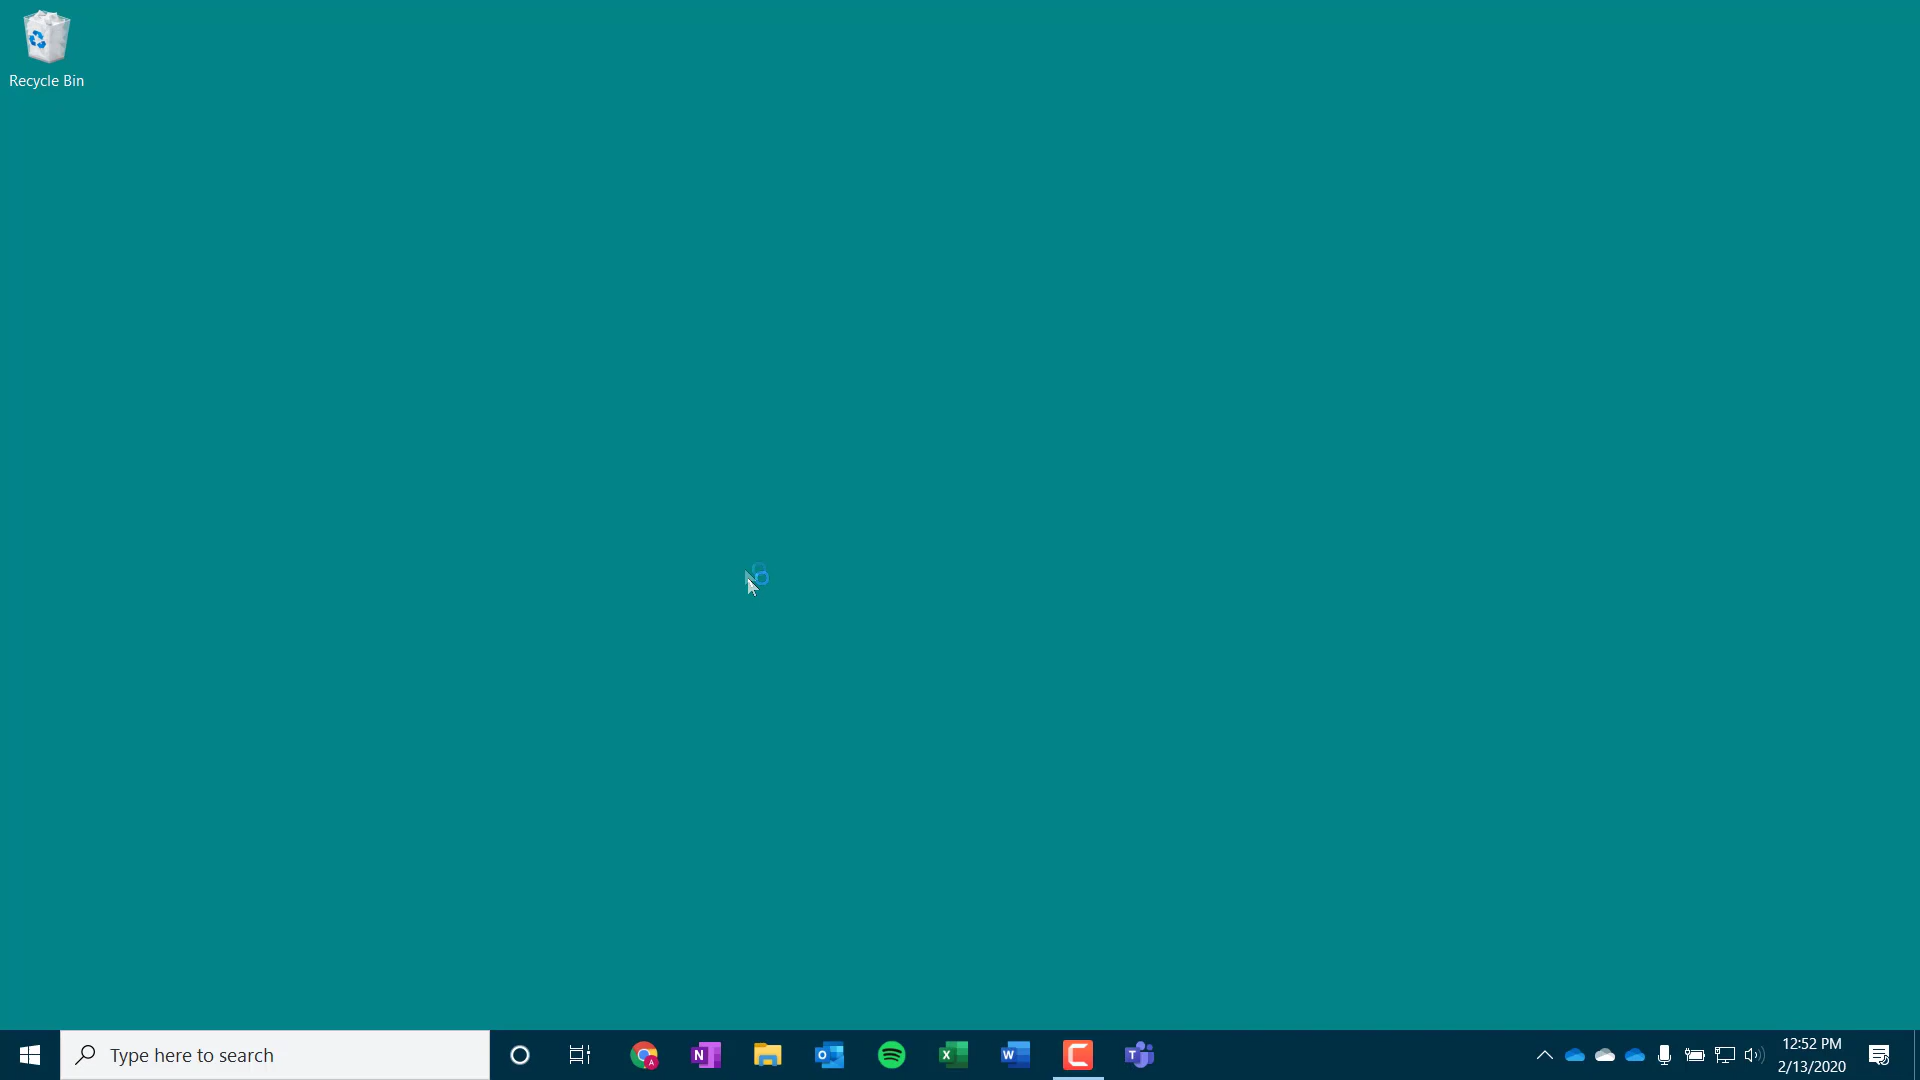 Recycle Bin
Type here to search
A
N
O
X
W
C
T
12:52 PM
2/13/2020